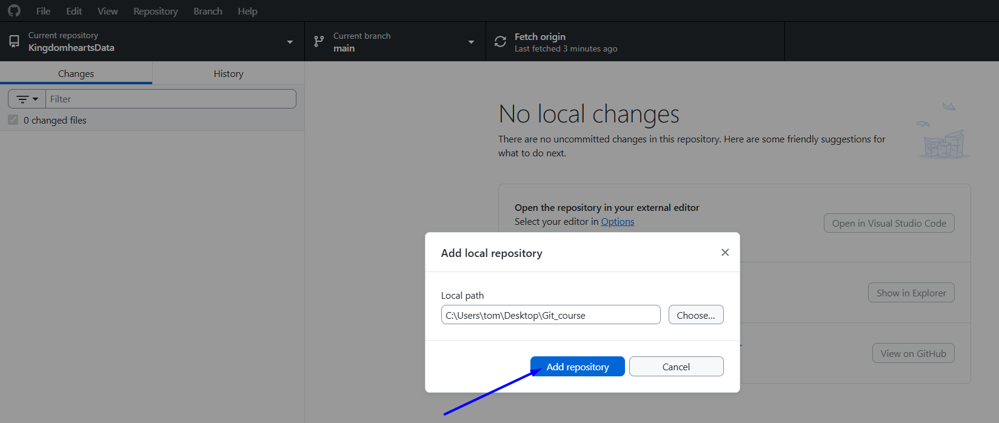 File Edit View Repository Branch Help
Current repository
KingdomheartsData
Current branch
main
Fetch origin
Last fetched 3 minutes ago
Changes
History
Filter
0 changed files
No local changes
There are no uncommitted changes in this repository. Here are some friendly suggestions for
what to do next.
Open the repository in your external editor
Select your editor in Options
Open in Visual Studio Code
Show in Explorer
View on GitHub
Add local repository
Local path
C:\Users\tom\Desktop\Git_course
Choose...
Add repository
Cancel